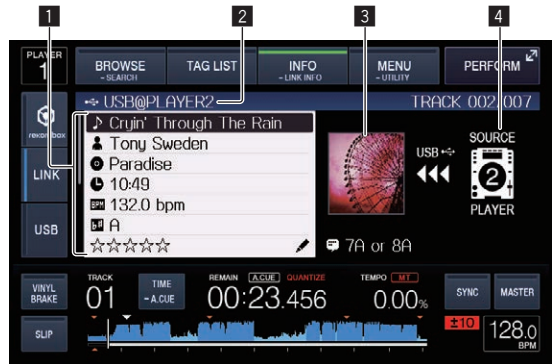 1 2 3 4
PLAYER
1
BROWSE
- SEARCH
TAG LIST
INFO
- LINK INFO
MENU
- UTILITY
PERFORM
rekordbox
LINK
USB
USB@PLAYER2
TRACK 002/007
Cryin' Through The Rain
Tony Sweden
Paradise
10:49
BPM 132.0 bpm
A
USB
SOURCE
2
PLAYER
7A or 8A
VINYL
BRAKE
SLIP
TRACK
01
TIME
- A.CUE
REMAIN A.CUE QUANTIZE
00:23.456
TEMPO MT
0.00%
SYNC
MASTER
±10
128.0
BPM